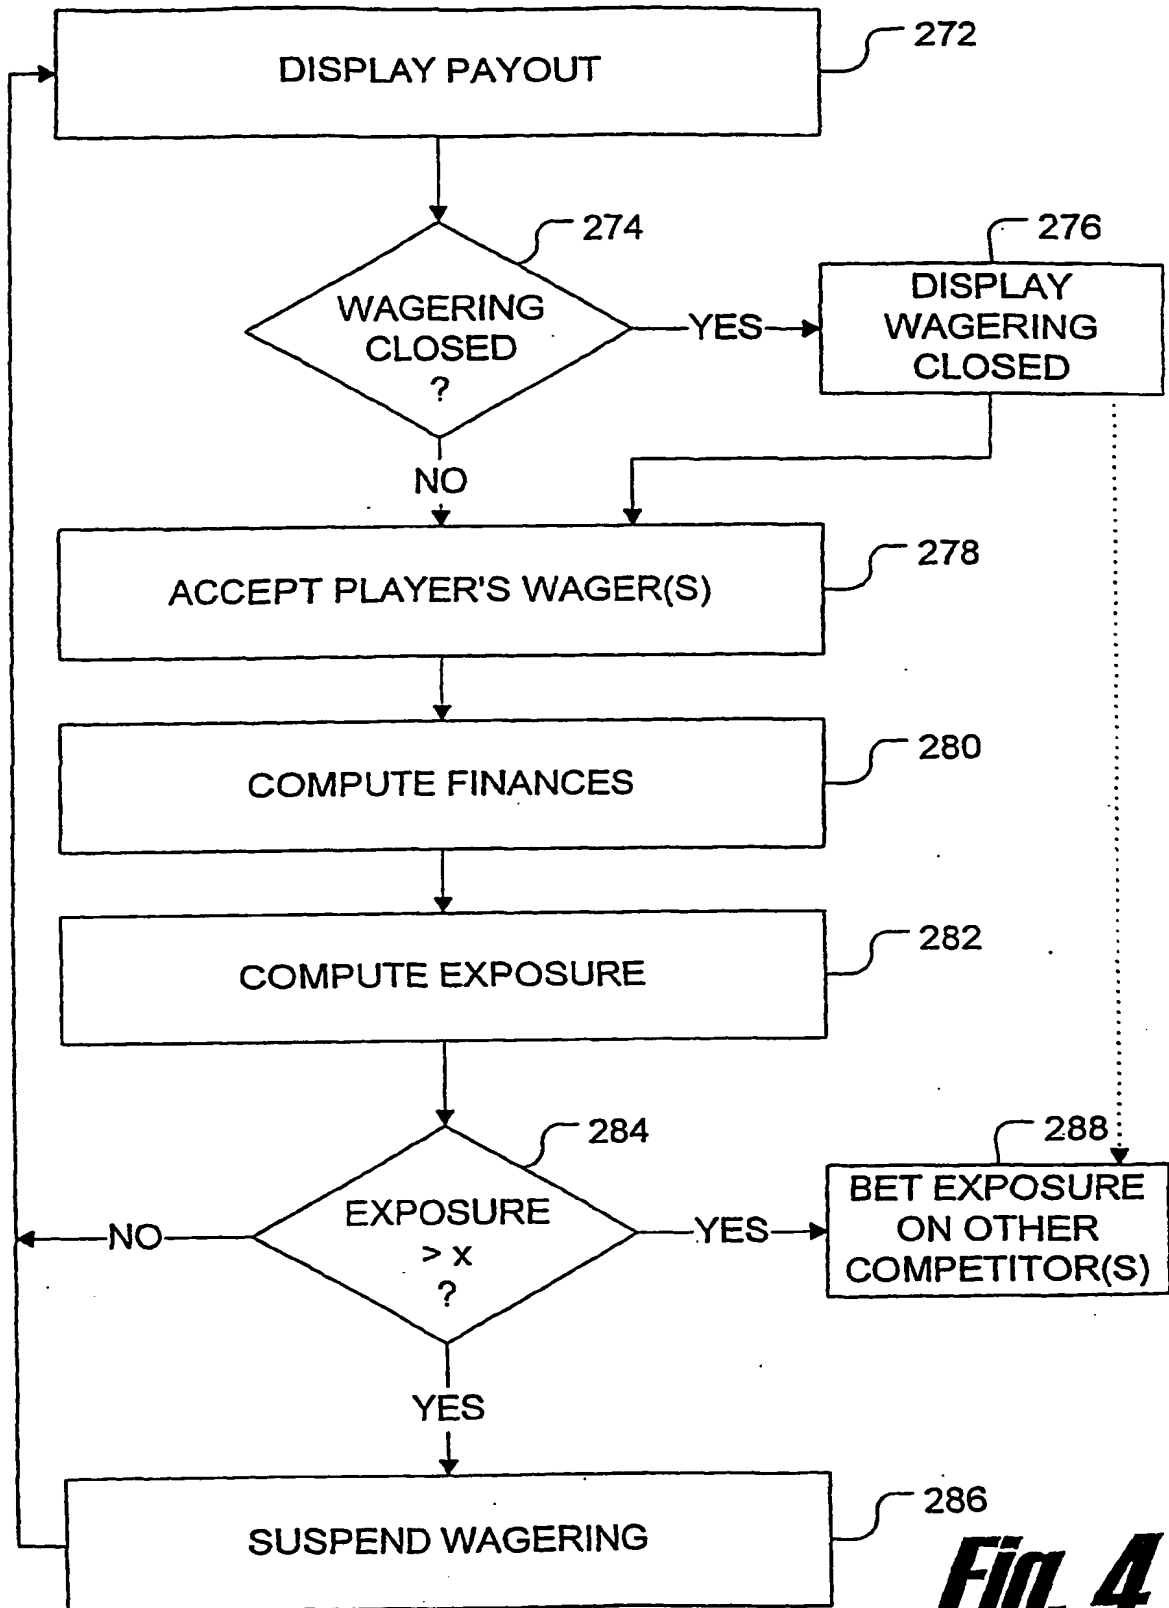 272
DISPLAY PAYOUT
274
276
WAGERING
CLOSED
?
YES
DISPLAY
WAGERING
CLOSED
NO
278
ACCEPT PLAYER'S WAGER(S)
280
COMPUTE FINANCES
282
COMPUTE EXPOSURE
284
288
EXPOSURE
> x
?
NO
YES
BET EXPOSURE
ON OTHER
COMPETITOR(S)
YES
286
SUSPEND WAGERING
Fig. 4